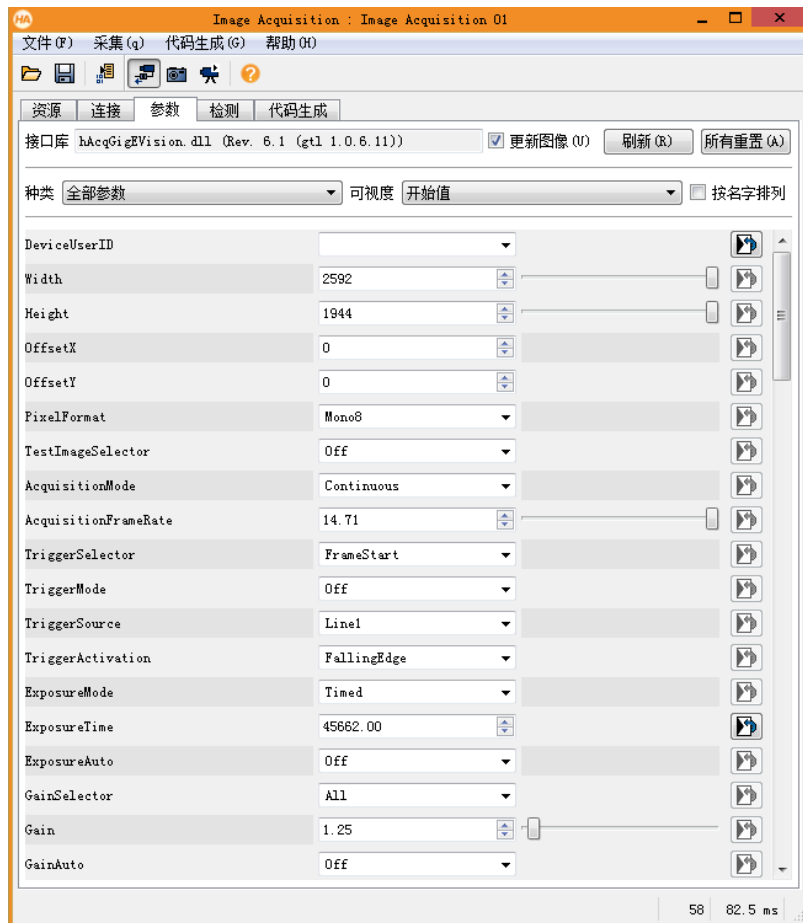 HA Image Acquisition : Image Acquisition 01
文件(F) 采集(q) 代码生成(G) 帮助(H)
资源 连接 参数 检测 代码生成
接口库 hAcqGigEVision.dll (Rev. 6.1 (gtl 1.0.6.11)) 更新图像(U) 刷新(R) 所有重置(A)
种类 全部参数 可视度 开始值 按名字排列
DeviceUserID
Width 2592
Height 1944
OffsetX 0
OffsetY 0
PixelFormat Mono8
TestImageSelector Off
AcquisitionMode Continuous
AcquisitionFrameRate 14.71
TriggerSelector FrameStart
TriggerMode Off
TriggerSource Line1
TriggerActivation FallingEdge
ExposureMode Timed
ExposureTime 45662.00
ExposureAuto Off
GainSelector All
Gain 1.25
GainAuto Off
58 82.5 ms